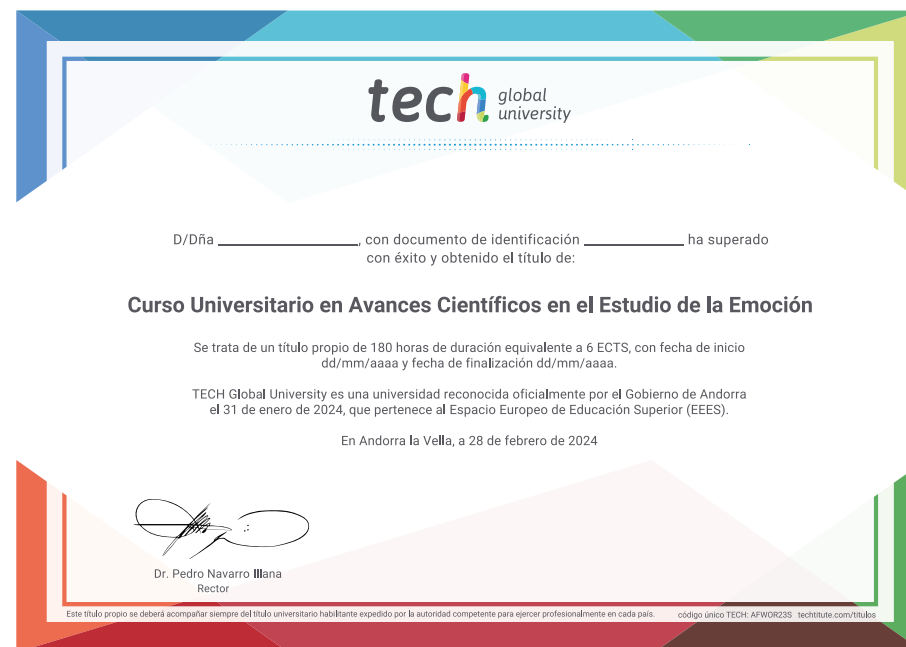 tech global university
D/Dña ____________________, con documento de identificación ______________ ha superado
con éxito y obtenido el título de:
Curso Universitario en Avances Científicos en el Estudio de la Emoción
Se trata de un título propio de 180 horas de duración equivalente a 6 ECTS, con fecha de inicio
dd/mm/aaaa y fecha de finalización dd/mm/aaaa.
TECH Global University es una universidad reconocida oficialmente por el Gobierno de Andorra
el 31 de enero de 2024, que pertenece al Espacio Europeo de Educación Superior (EEES).
En Andorra la Vella, a 28 de febrero de 2024
Dr. Pedro Navarro Illana
Rector
Este título propio se deberá acompañar siempre del título universitario habilitante expedido por la autoridad competente para ejercer profesionalmente en cada país. código único TECH: AFWOR23S techtitute.com/titulos